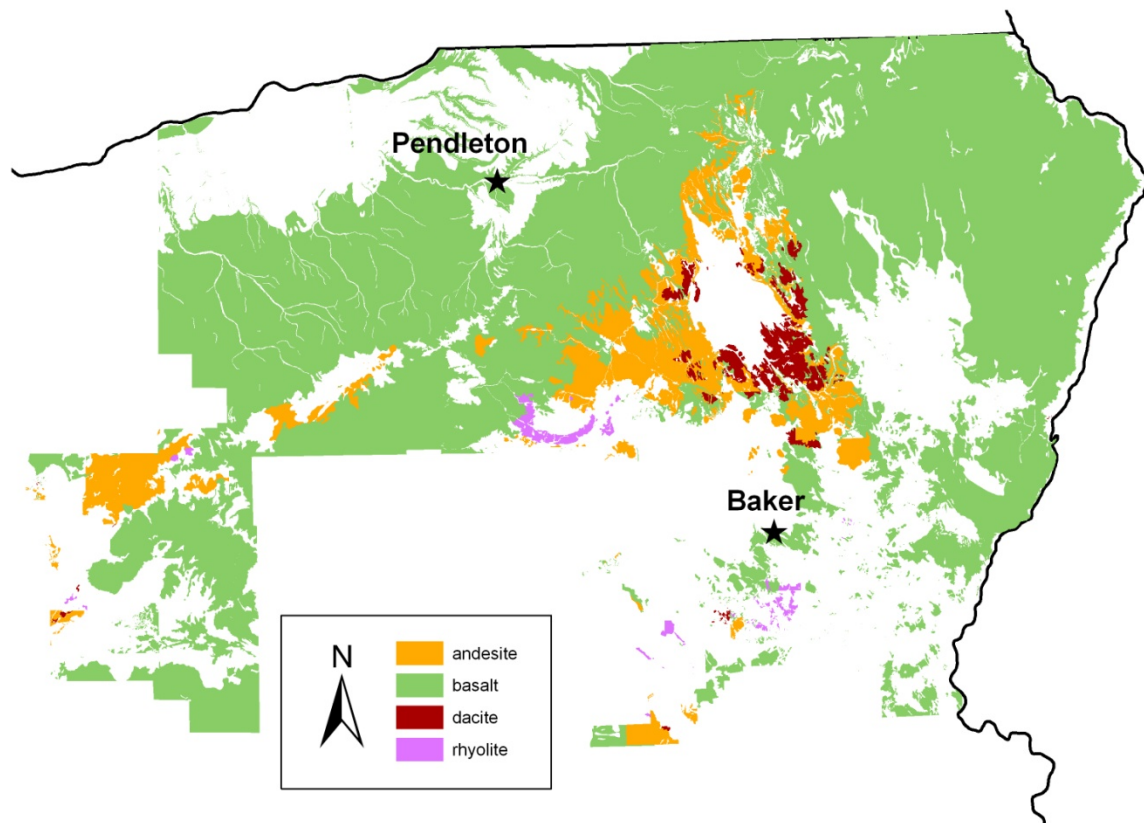 Pendleton
Baker
N
andesite
basalt
dacite
rhyolite